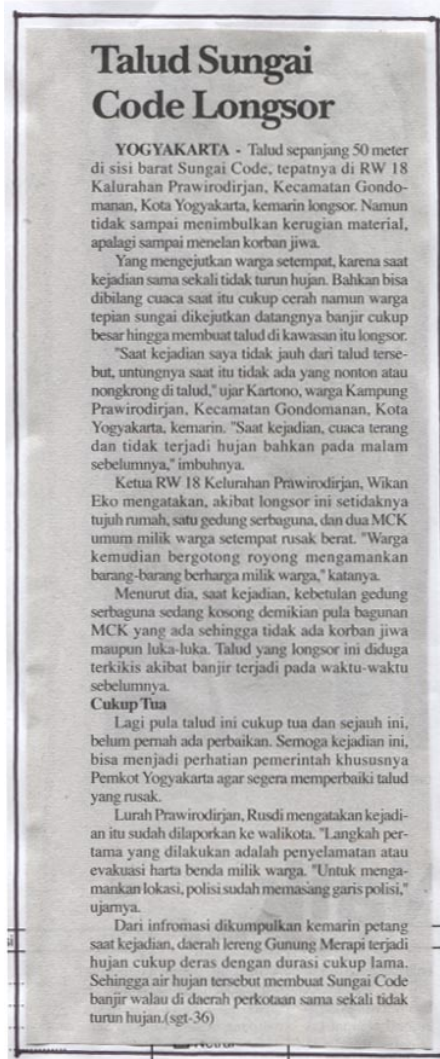 Talud Sungai
Code Longsor
YOGYAKARTA - Talud sepanjang 50 meter
di sisi barat Sungai Code, tepatnya di RW 18
Kalurahan Prawirodirjan, Kecamatan Gondo-
manan, Kota Yogyakarta, kemarin longsor. Namun
tidak sampai menimbulkan kerugian material,
apalagi sampai menelan korban jiwa.
Yang mengejutkan warga setempat, karena saat
kejadian sama sekali tidak turun hujan. Bahkan bisa
dibilang cuaca saat itu cukup cerah namun warga
tepian sungai dikejutkan datangnya banjir cukup
besar hingga membuat talud di kawasan itu longsor.
"Saat kejadian saya tidak jauh dari talud terse-
but, untungnya saat itu tidak ada yang nonton atau
nongkrong di talud," ujar Kartono, warga Kampung
Prawirodirjan, Kecamatan Gondomanan, Kota
Yogyakarta, kemarin. "Saat kejadian, cuaca terang
dan tidak terjadi hujan bahkan pada malam
sebelumnya," imbuhnya.
Ketua RW 18 Kelurahan Prawirodirjan, Wikan
Eko mengatakan, akibat longsor ini setidaknya
tujuh rumah, satu gedung serbaguna, dan dua MCK
umum milik warga setempat rusak berat. "Warga
kemudian bergotong royong mengamankan
barang-barang berharga milik warga," katanya.
Menurut dia, saat kejadian, kebetulan gedung
serbaguna sedang kosong demikian pula bagunan
MCK yang ada sehingga tidak ada korban jiwa
maupun luka-luka. Talud yang longsor ini diduga
terkikis akibat banjir terjadi pada waktu-waktu
sebelumnya.
Cukup Tua
Lagi pula talud ini cukup tua dan sejauh ini,
belum pernah ada perbaikan. Semoga kejadian ini,
bisa menjadi perhatian pemerintah khususnya
Pemkot Yogyakarta agar segera memperbaiki talud
yang rusak.
Lurah Prawirodirjan, Rusdi mengatakan kejadi-
an itu sudah dilaporkan ke walikota. "Langkah per-
tama yang dilakukan adalah penyelamatan atau
evakuasi harta benda milik warga. "Untuk menga-
mankan lokasi, polisi sudah memasang garis polisi,"
ujarnya.
Dari infromasi dikumpulkan kemarin petang
saat kejadian, daerah lereng Gunung Merapi terjadi
hujan cukup deras dengan durasi cukup lama.
Sehingga air hujan tersebut membuat Sungai Code
banjir walau di daerah perkotaan sama sekali tidak
turun hujan.(sgt-36)